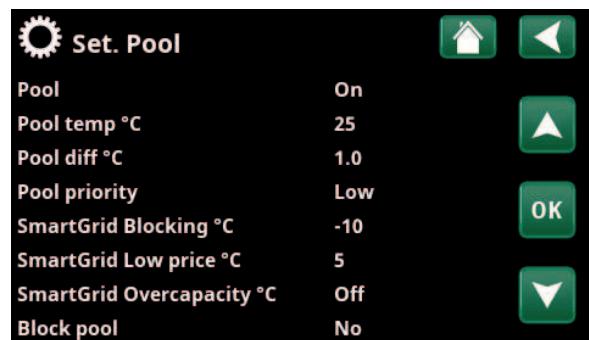 Set. Pool
Pool On
Pool temp °C 25
Pool diff °C 1.0
Pool priority Low
OK
SmartGrid Blocking °C -10
SmartGrid Low price °C 5
SmartGrid Overcapacity °C Off
Block pool No